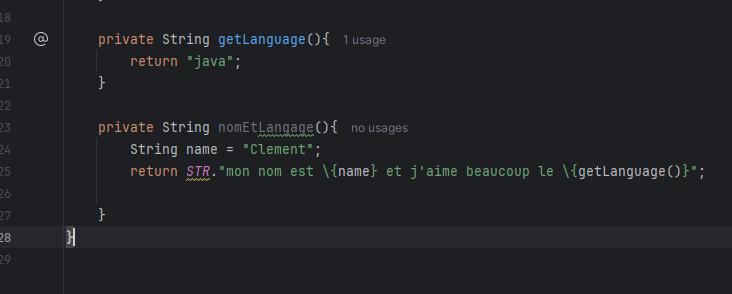 18
19 @ private String getLanguage(){ 1 usage
20 return "java";
21 }
22
23 private String nomEtLangage(){ no usages
24 String name = "Clement";
25 return STR."mon nom est \{name} et j'aime beaucoup le \{getLanguage()}";
26
27 }
28 }
29